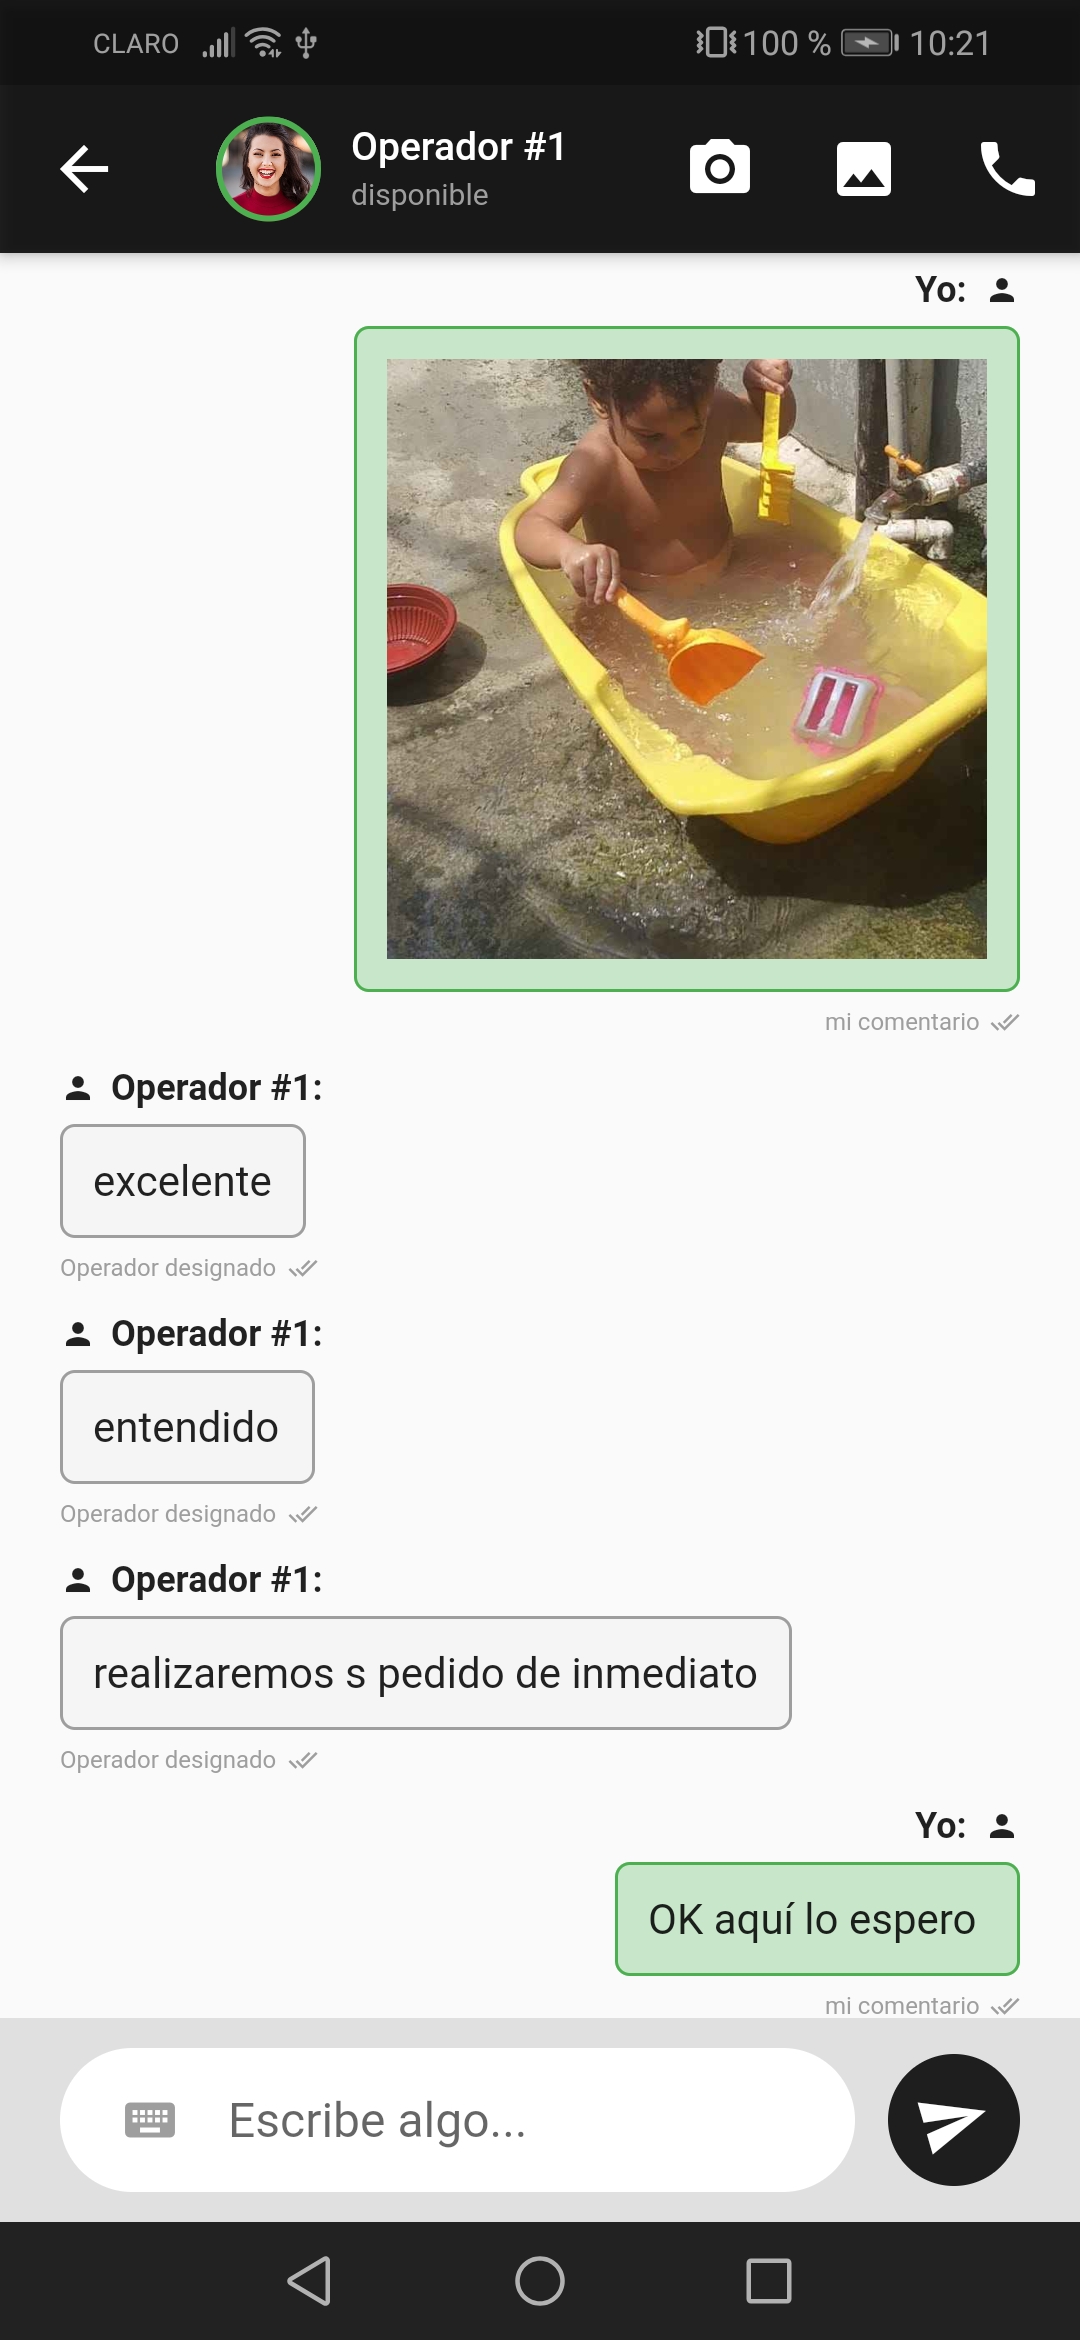 CLARO 100 % 10:21
Operador #1
disponible
Yo:
mi comentario
Operador #1:
excelente
Operador designado
Operador #1:
entendido
Operador designado
Operador #1:
realizaremos s pedido de inmediato
Operador designado
Yo:
OK aquí lo espero
mi comentario
Escribe algo...